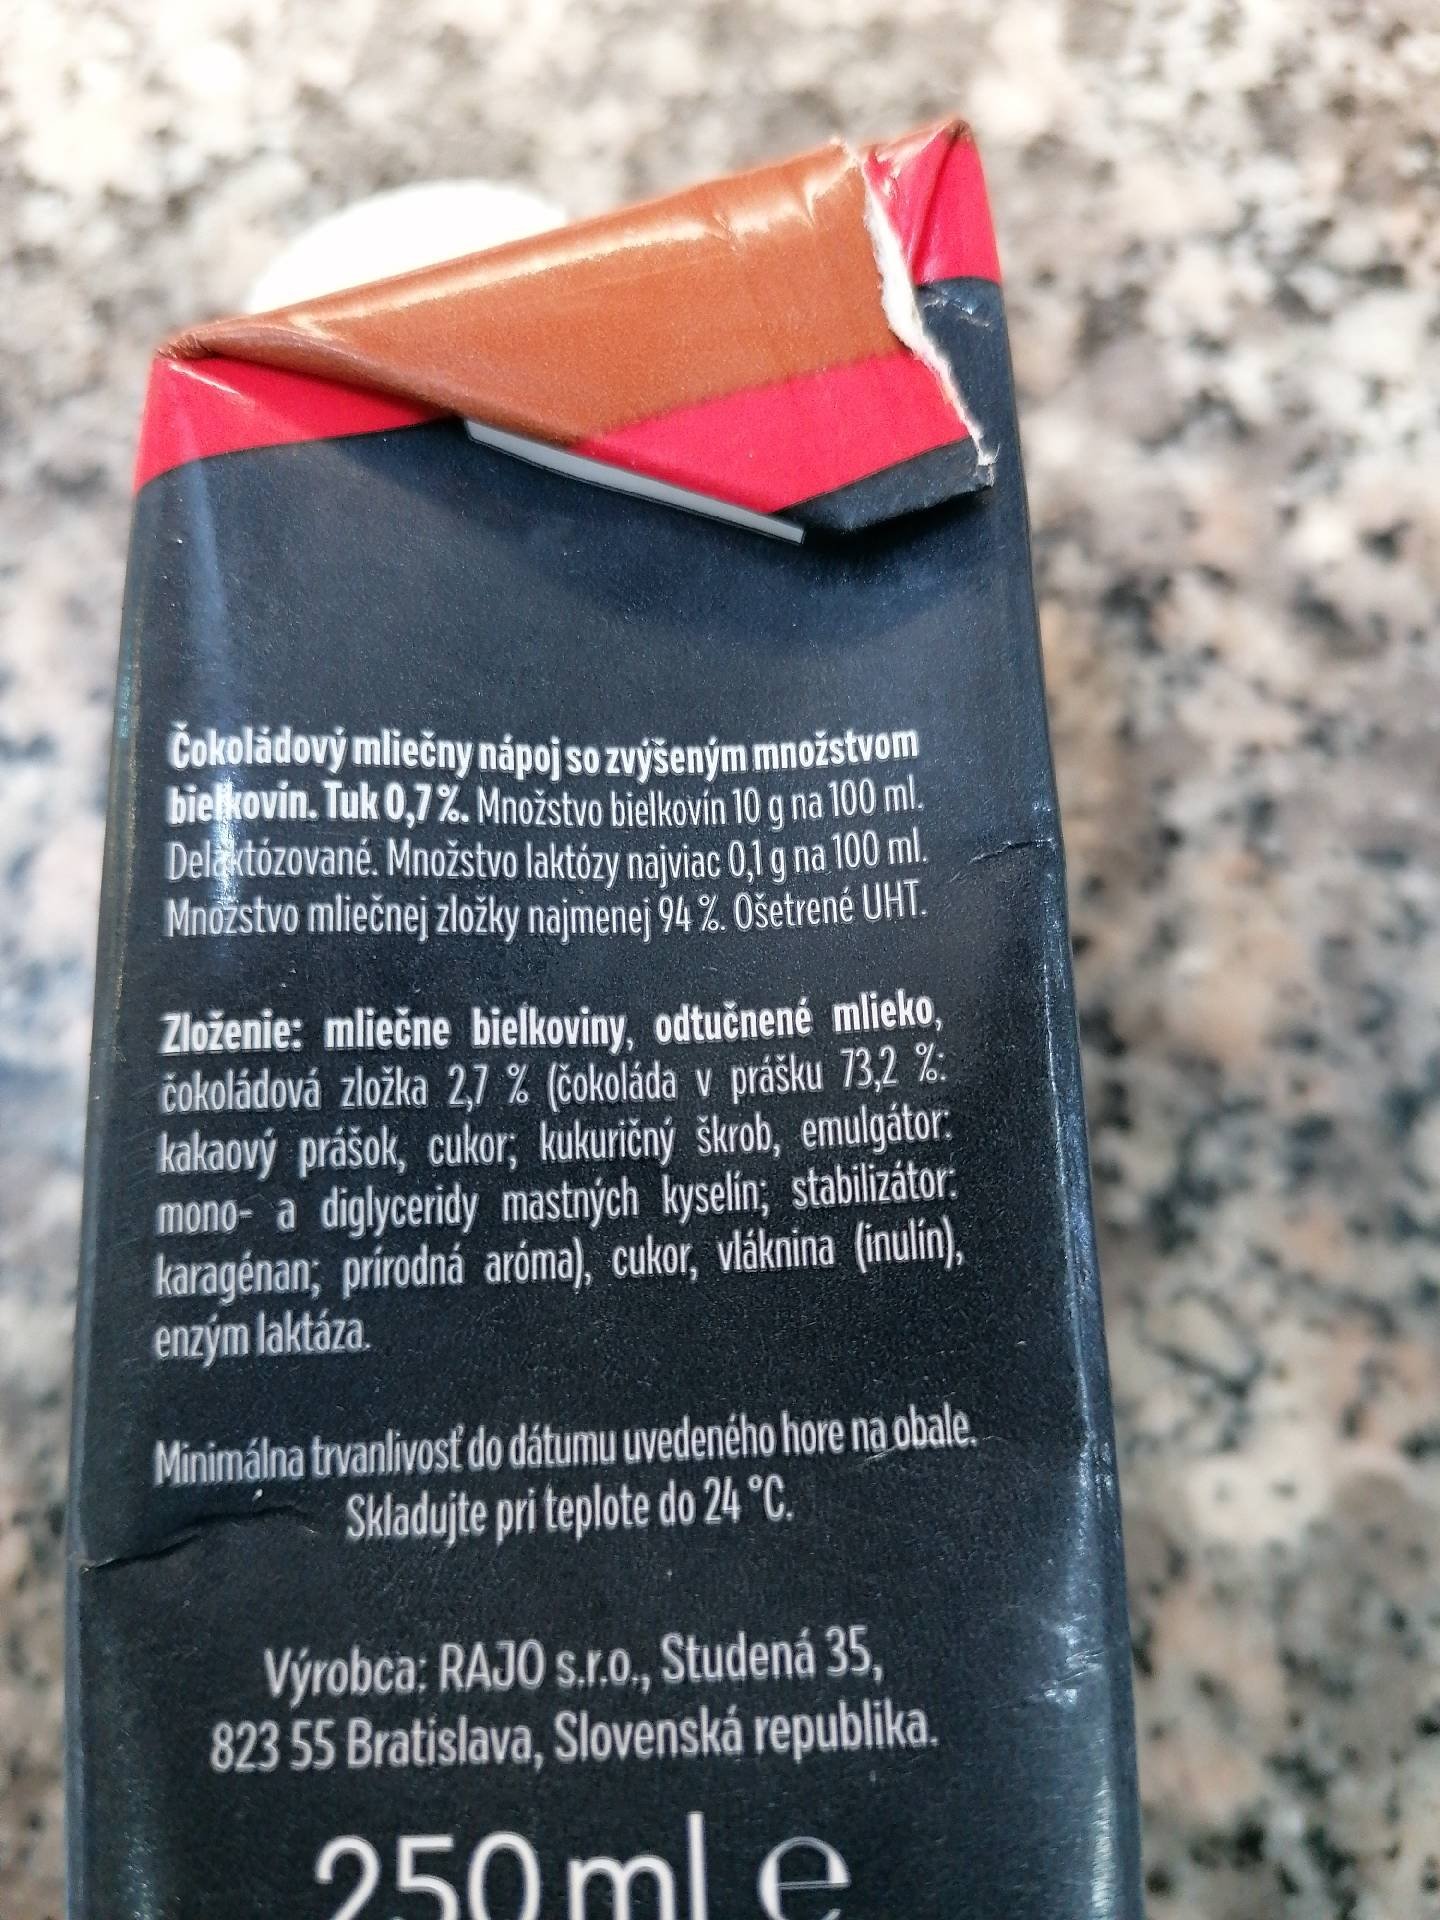 Čokoládový mliečny nápoj so zvýšeným množstvom
bielkovín. Tuk 0,7 %. Množstvo bielkovín 10 g na 100 ml.
Delaktózované. Množstvo laktózy najviac 0,1 g na 100 ml.
Množstvo mliečnej zložky najmenej 94 %. Ošetrené UHT.
Zloženie: mliečne bielkoviny, odtučnené mlieko,
čokoládová zložka 2,7 % (čokoláda v prášku 73,2 %:
kakaový prášok, cukor; kukuričný škrob, emulgátor:
mono- a diglyceridy mastných kyselín; stabilizátor:
karagénan; prírodná aróma), cukor, vláknina (inulín),
enzým laktáza.
Minimálna trvanlivosť do dátumu uvedeného hore na obale.
Skladujte pri teplote do 24 °C.
Výrobca: RAJO s.r.o., Studená 35,
823 55 Bratislava, Slovenská republika.
250 ml e